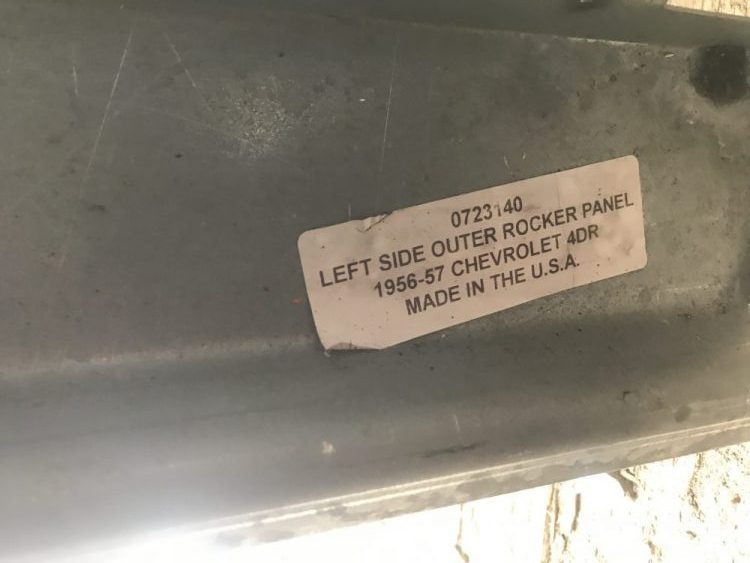 0723140
LEFT SIDE OUTER ROCKER PANEL
1956-57 CHEVROLET 4DR
MADE IN THE U.S.A.